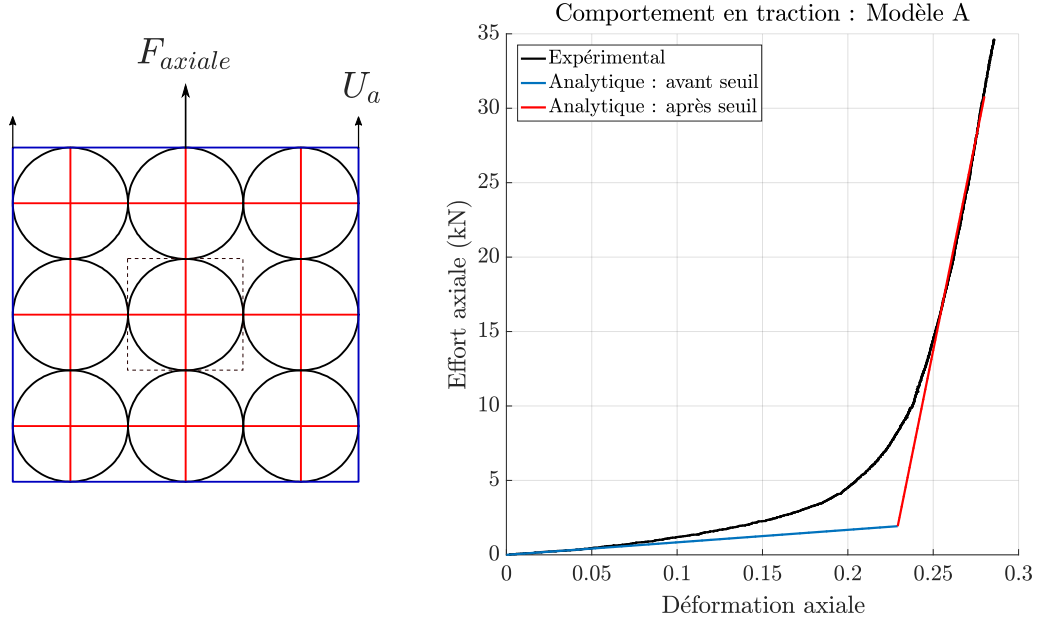 F_{axiale}
U_a
Comportement en traction : Modèle A
Expérimental
Analytique : avant seuil
Analytique : après seuil
Effort axiale (kN)
35
30
25
20
15
10
5
0
0 0.05 0.1 0.15 0.2 0.25 0.3
Déformation axiale